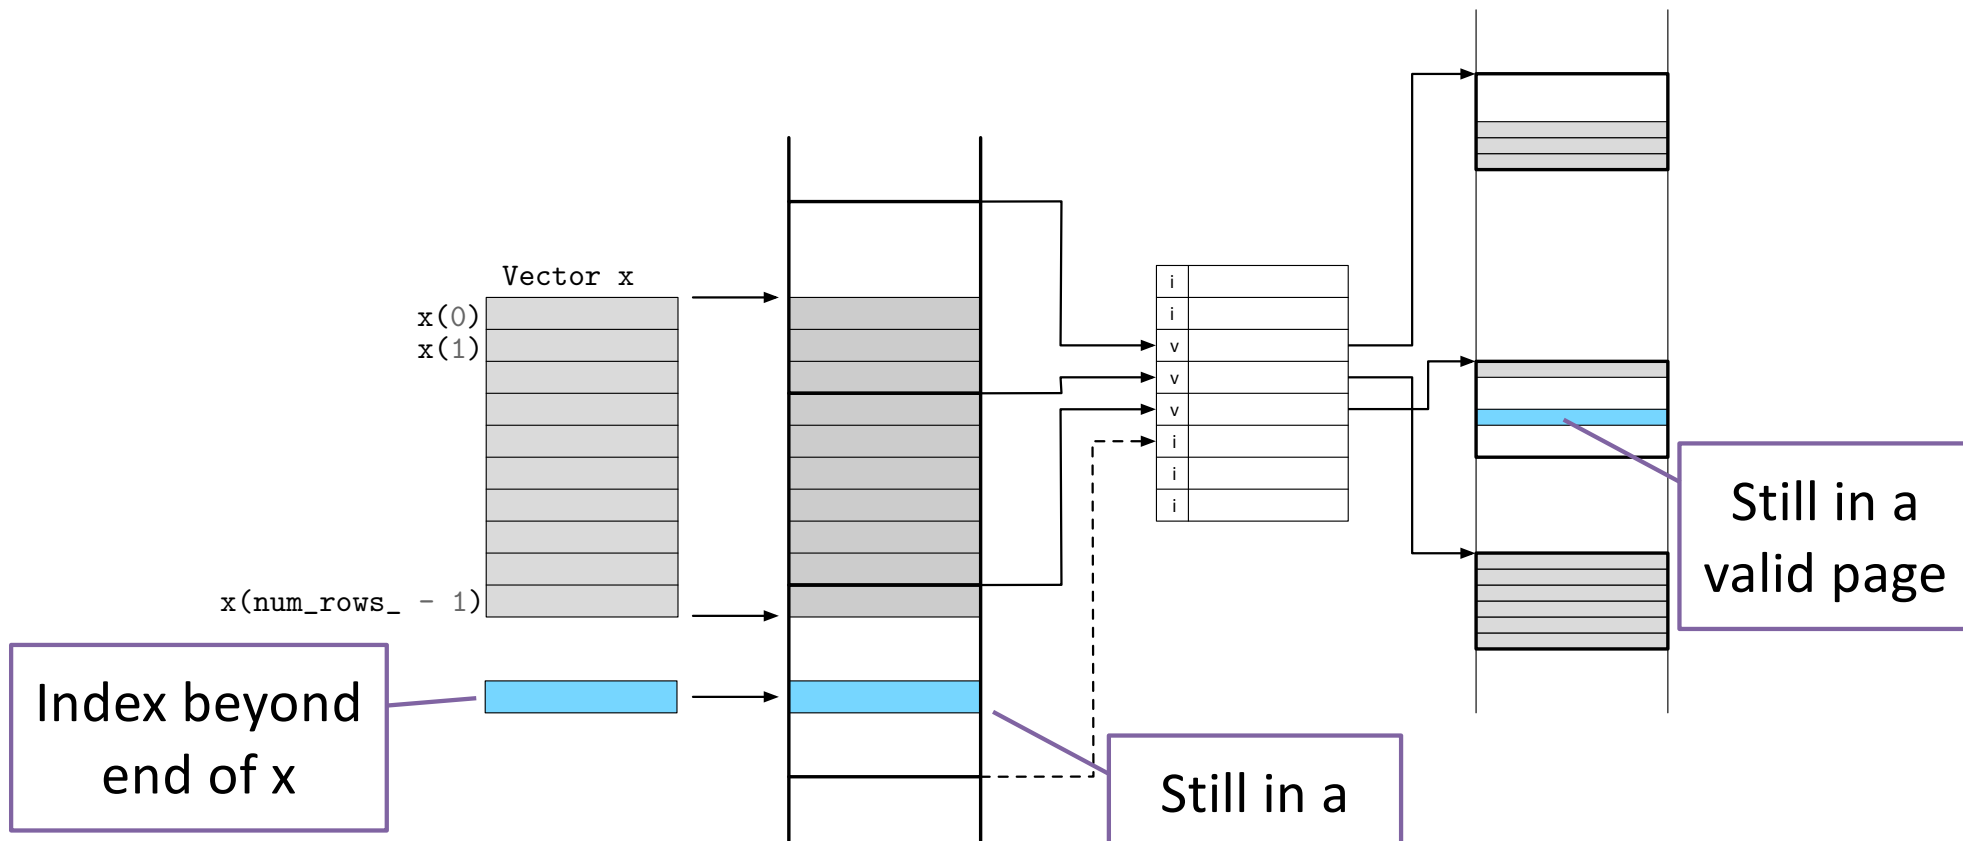 Vector x
x(0)
x(1)
x(num_rows_ - 1)
Index beyond
end of x
i
i
v
v
v
i
i
i
Still in a
valid page
Still in a